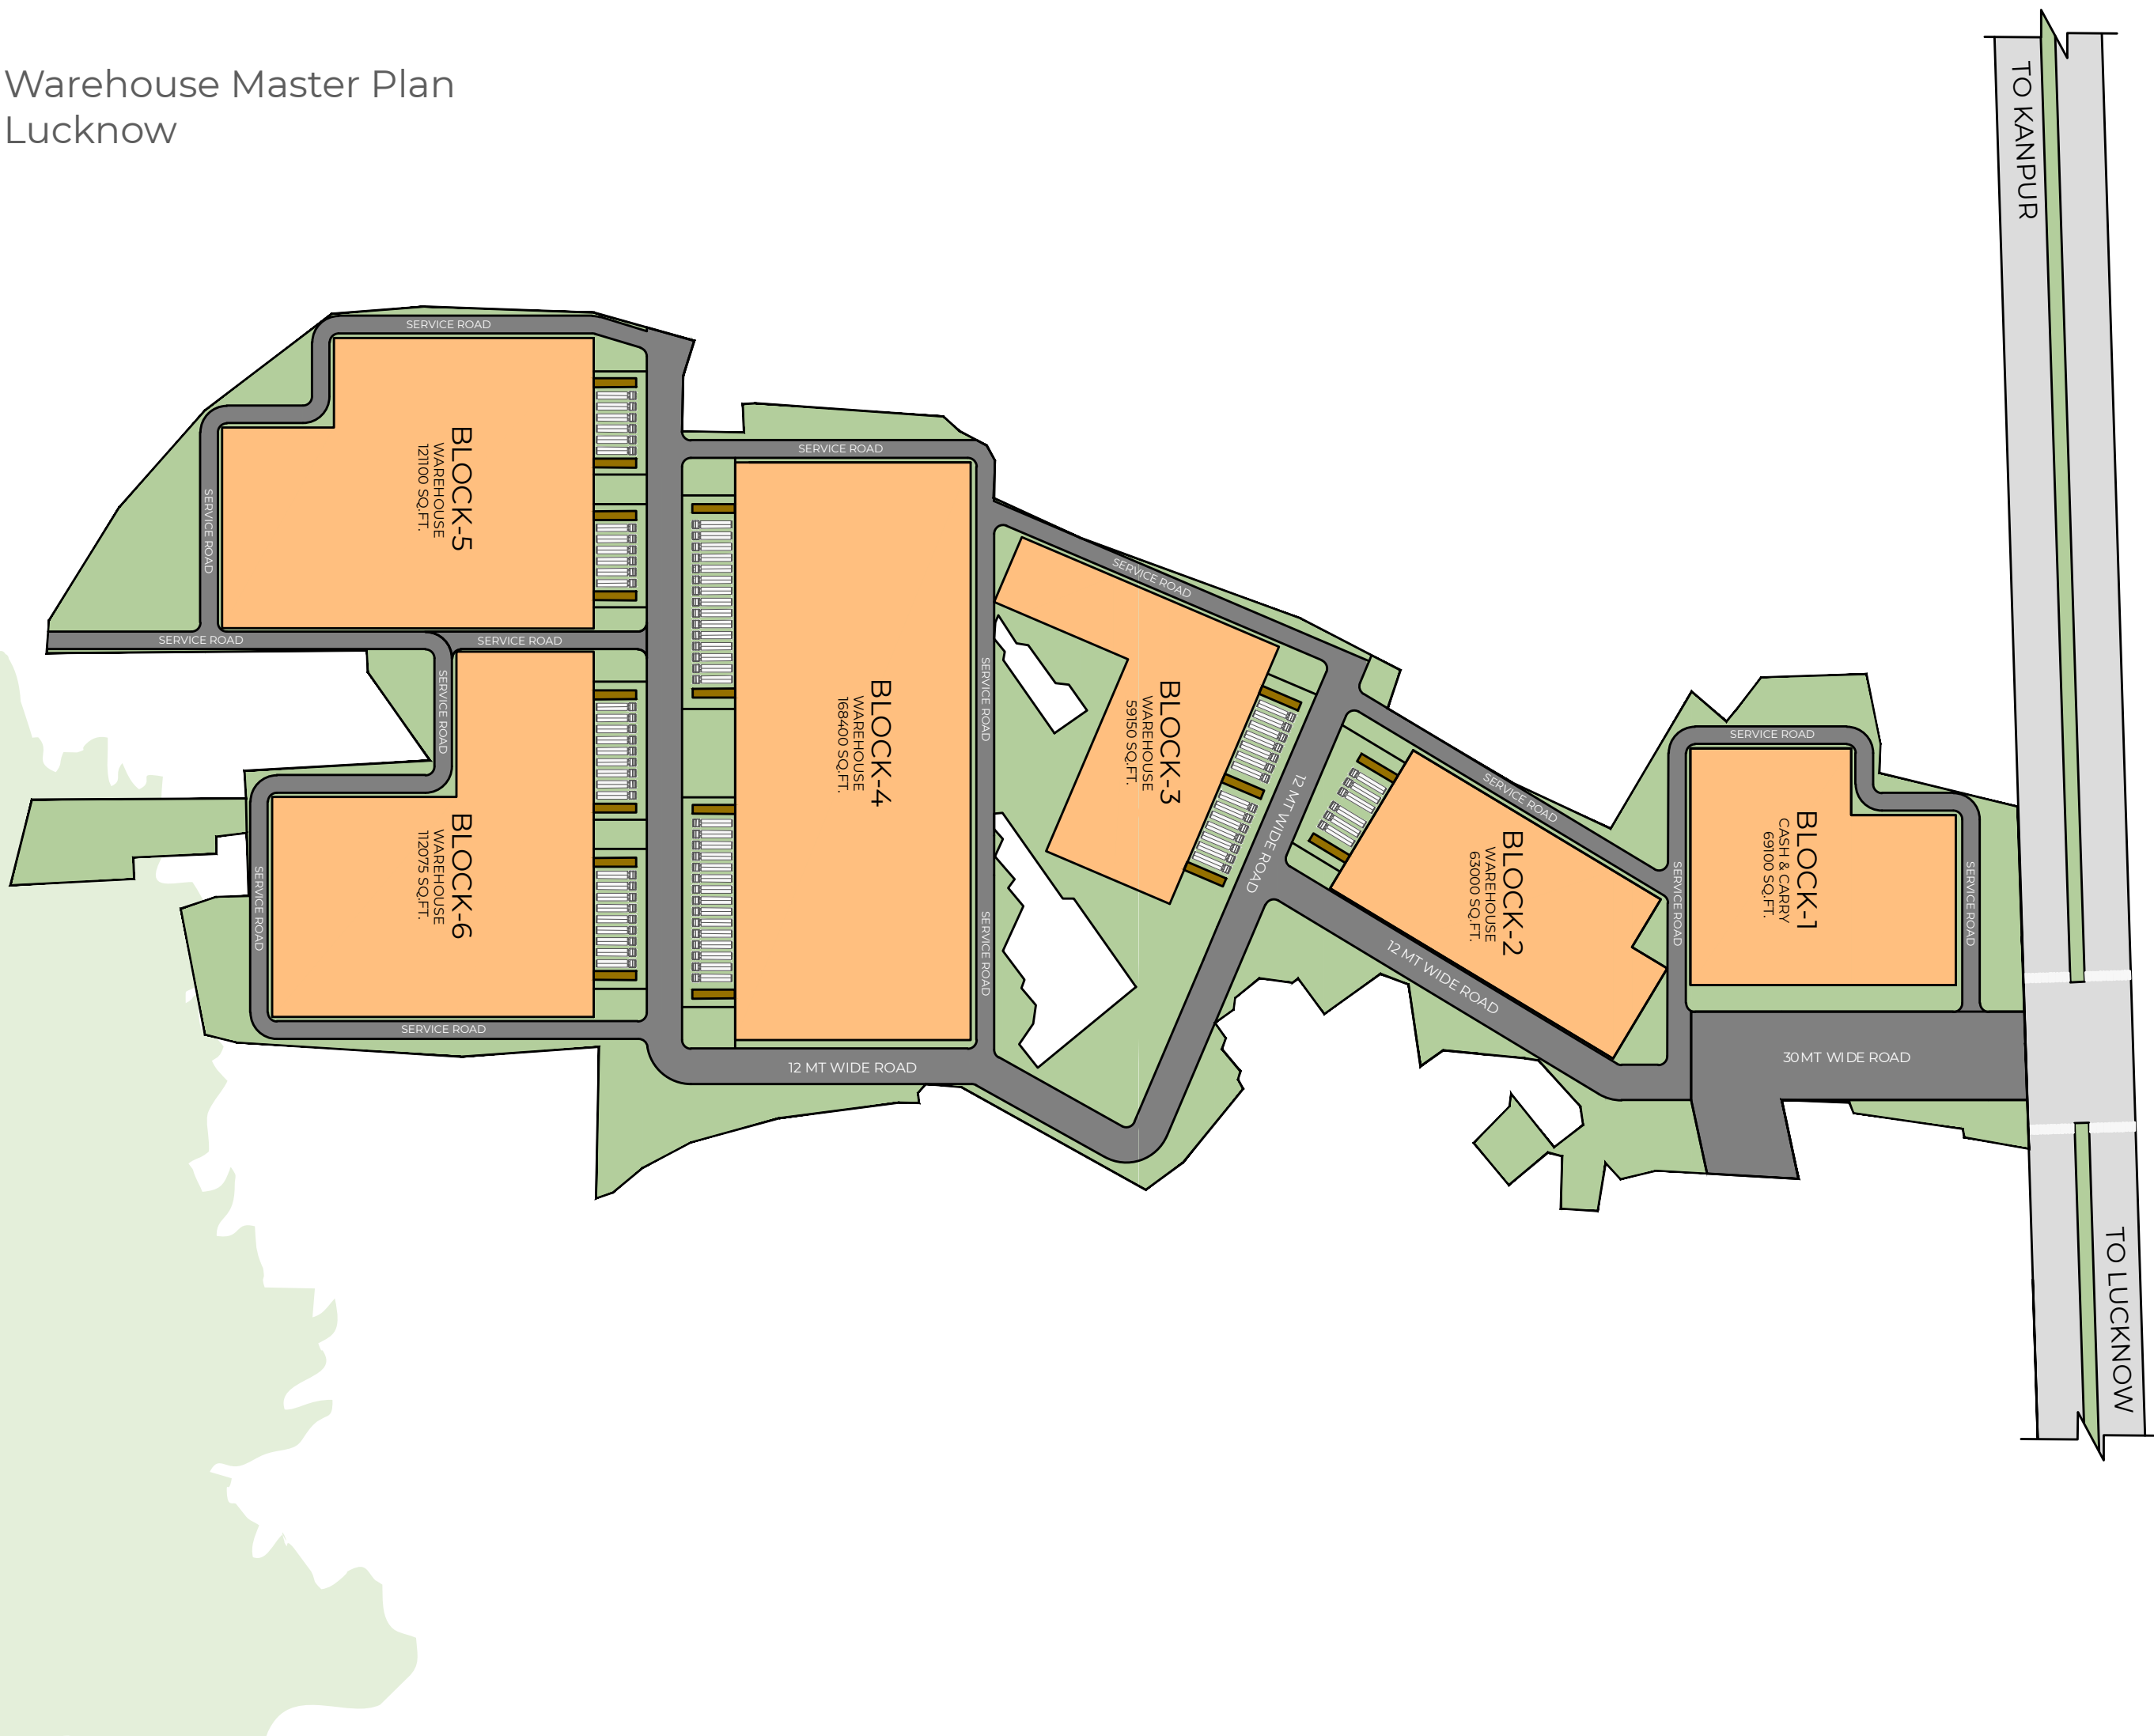 Warehouse Master Plan
Lucknow
TO KANPUR
SERVICE ROAD
SERVICE ROAD
BLOCK-5
WAREHOUSE
121100 SQ.FT.
SERVICE ROAD
SERVICE ROAD
SERVICE ROAD
SERVICE ROAD
BLOCK-6
WAREHOUSE
112075 SQ.FT.
SERVICE ROAD
SERVICE ROAD
SERVICE ROAD
BLOCK-4
WAREHOUSE
168400 SQ.FT.
SERVICE ROAD
SERVICE ROAD
12 MT WIDE ROAD
SERVICE ROAD
BLOCK-3
WAREHOUSE
59150 SQ.FT.
12 MT WIDE ROAD
SERVICE ROAD
BLOCK-2
WAREHOUSE
63000 SQ.FT.
12 MT WIDE ROAD
SERVICE ROAD
SERVICE ROAD
BLOCK-1
CASH & CARRY
69100 SQ.FT.
SERVICE ROAD
30MT WIDE ROAD
TO LUCKNOW